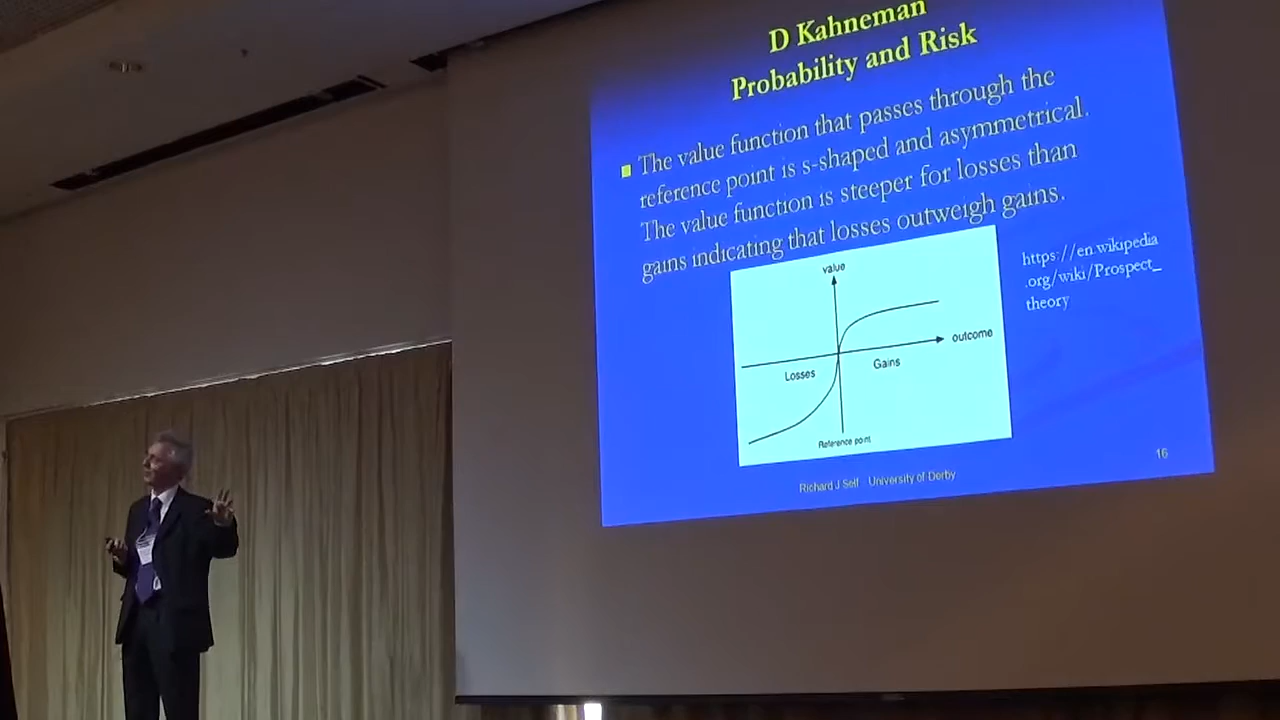 D Kahneman
Probability and Risk
The value function that passes through the
reference point is s-shaped and asymmetrical.
The value function is steeper for losses than
gains indicating that losses outweigh gains.
https://en.wikipedia
.org/wiki/Prospect_
theory
value
outcome
Losses
Gains
Reference point
Richard J Self University of Derby
16